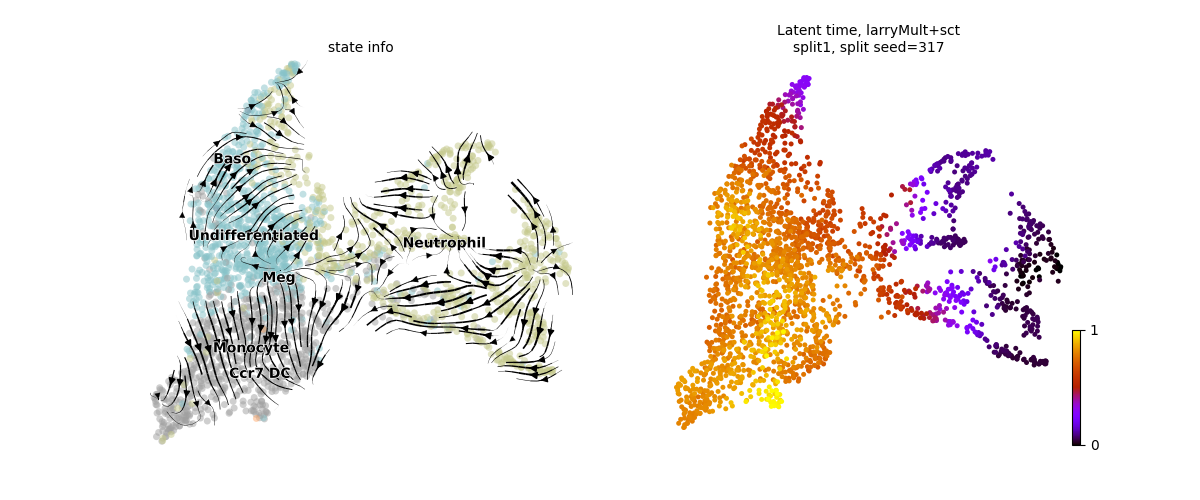 state info
Baso
Undifferentiated
Meg
Neutrophil
Monocyte
Ccr7 DC
Latent time, larryMult+sct
split1, split seed=317
1
0